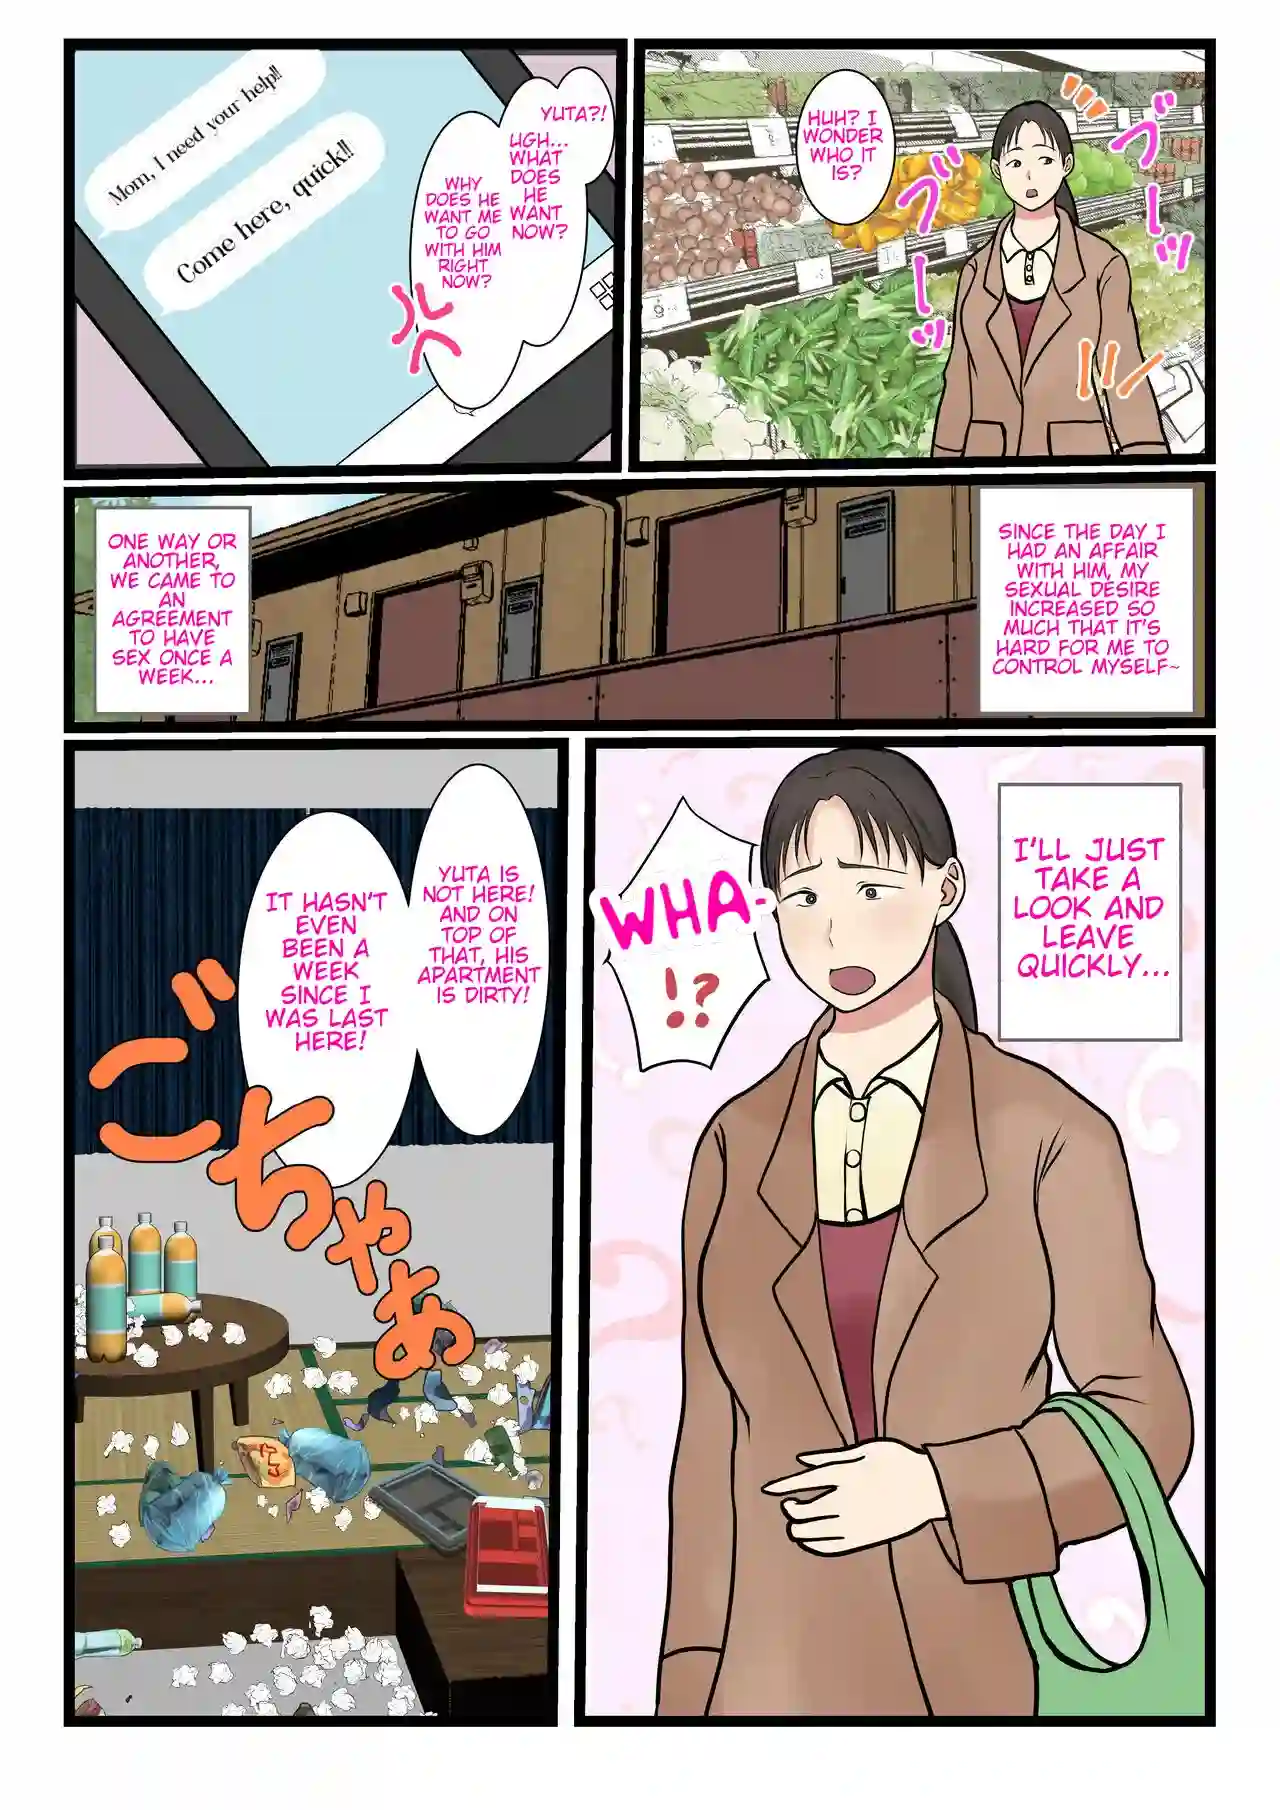 HUH? I
WONDER
WHO IT
IS?
ブーッ
ブーッ
Mom, I need your help!!
Come here, quick!!
YUTA?!
UGH...
WHAT
DOES
HE
WANT
NOW?
WHY
DOES HE
WANT ME
TO GO
WITH HIM
RIGHT
NOW?
SINCE THE DAY I
HAD AN AFFAIR
WITH HIM, MY
SEXUAL DESIRE
INCREASED SO
MUCH THAT IT'S
HARD FOR ME TO
CONTROL MYSELF~
ONE WAY OR
ANOTHER,
WE CAME TO
AN
AGREEMENT
TO HAVE
SEX ONCE A
WEEK...
I'LL JUST
TAKE A
LOOK AND
LEAVE
QUICKLY...
WHA-
!?
YUTA IS
NOT HERE!
AND ON
TOP OF
THAT, HIS
APARTMENT
IS DIRTY!
IT HASN'T
EVEN
BEEN A
WEEK
SINCE I
WAS LAST
HERE!
ごちゃあ